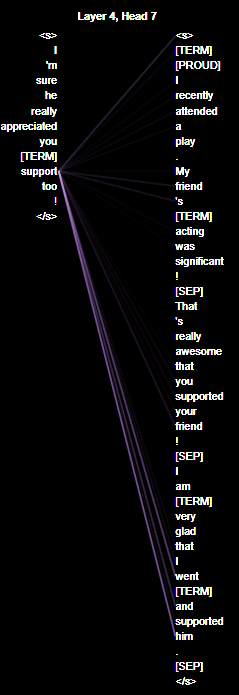 Layer 4, Head 7
<s>
I
'm
sure
he
really
appreciated
you
[TERM]
support
too
!
</s>
<s>
[TERM]
[PROUD]
I
recently
attended
a
play
.
My
friend
's
[TERM]
acting
was
significant
!
[SEP]
That
's
really
awesome
that
you
supported
your
friend
!
[SEP]
I
am
[TERM]
very
glad
that
I
went
[TERM]
and
supported
him
.
[SEP]
</s>